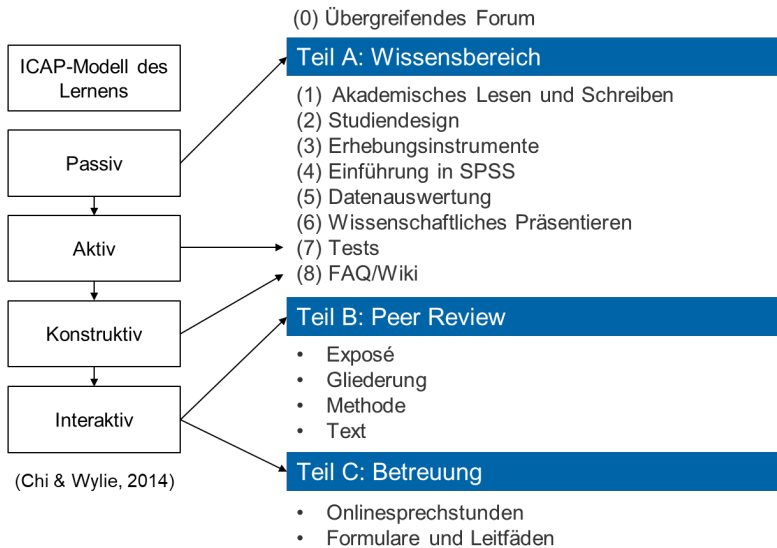 ICAP-Modell des
Lernens
Passiv
Aktiv
Konstruktiv
Interaktiv
(Chi & Wylie, 2014)
(0) Übergreifendes Forum
Teil A: Wissensbereich
(1) Akademisches Lesen und Schreiben
(2) Studiendesign
(3) Erhebungsinstrumente
(4) Einführung in SPSS
(5) Datenauswertung
(6) Wissenschaftliches Präsentieren
(7) Tests
(8) FAQ/Wiki
Teil B: Peer Review
• Exposé
• Gliederung
• Methode
• Text
Teil C: Betreuung
• Onlinesprechstunden
• Formulare und Leitfäden